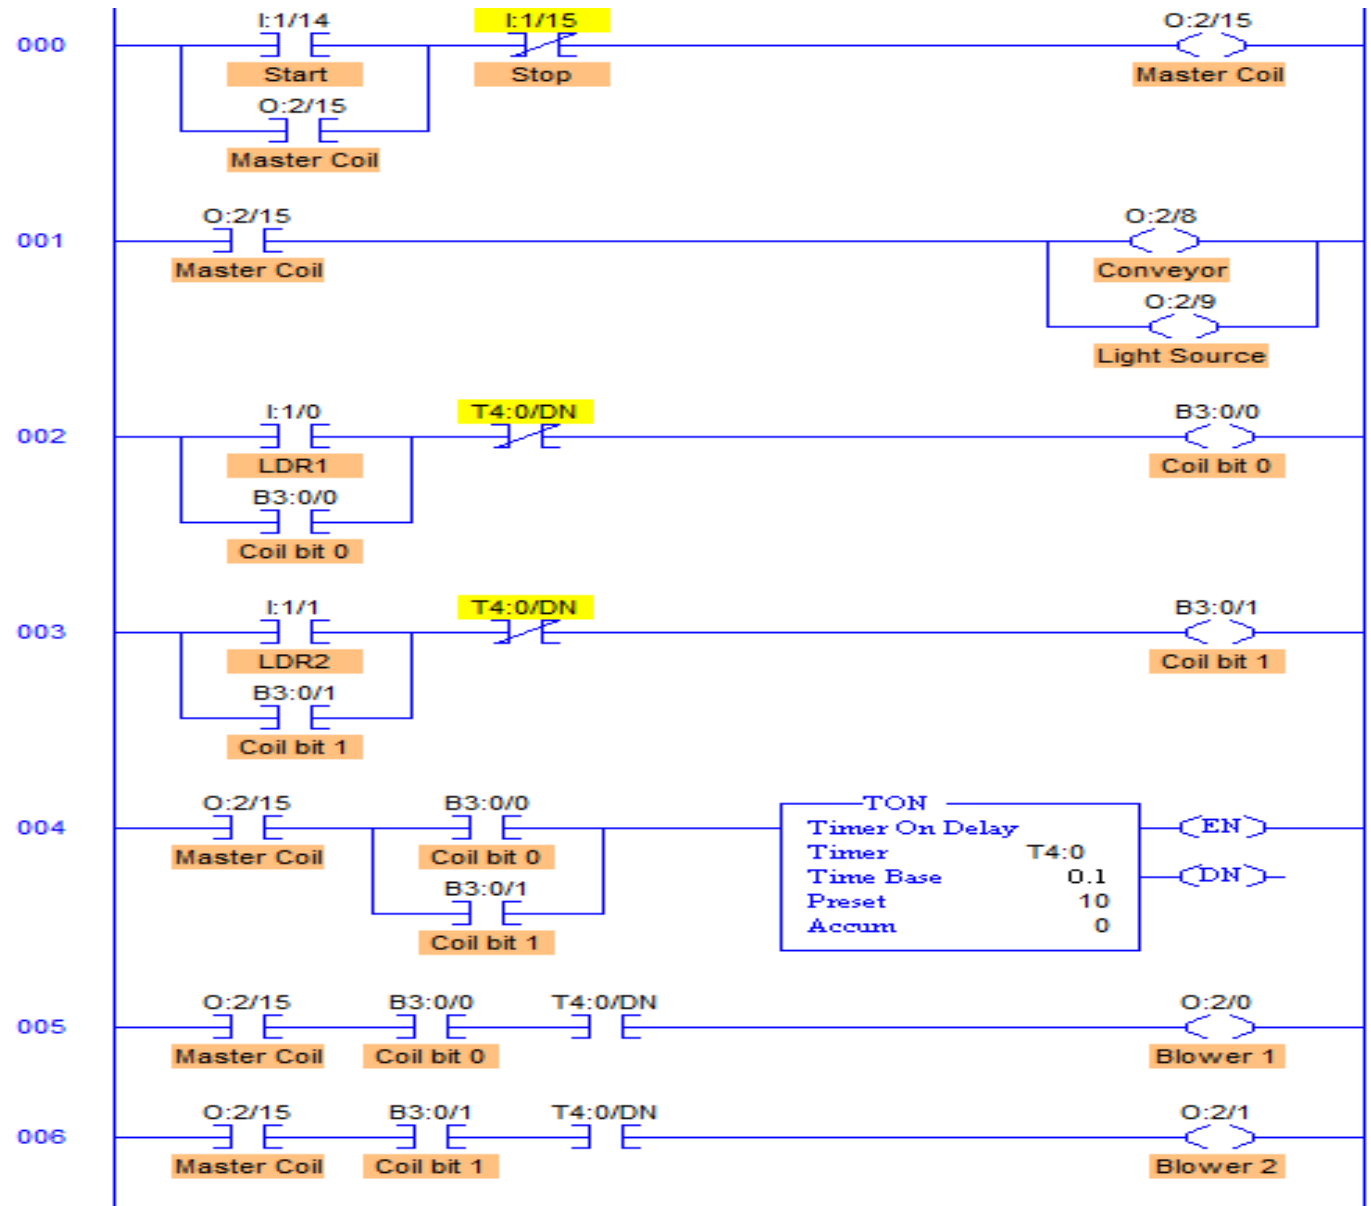 I:1/14 I:1/15 O:2/15
000
Start Stop Master Coil
O:2/15
Master Coil
O:2/15 O:2/8
001
Master Coil Conveyor
O:2/9
Light Source
I:1/0 T4:0/DN B3:0/0
002
LDR1 Coil bit 0
B3:0/0
Coil bit 0
I:1/1 T4:0/DN B3:0/1
003
LDR2 Coil bit 1
B3:0/1
Coil bit 1
O:2/15 B3:0/0 TON
004 Timer On Delay EN
Master Coil Coil bit 0 Timer T4:0
B3:0/1 Time Base 0.1 DN
Preset 10
Coil bit 1 Accum 0
O:2/15 B3:0/0 T4:0/DN O:2/0
005
Master Coil Coil bit 0 Blower 1
O:2/15 B3:0/1 T4:0/DN O:2/1
006
Master Coil Coil bit 1 Blower 2